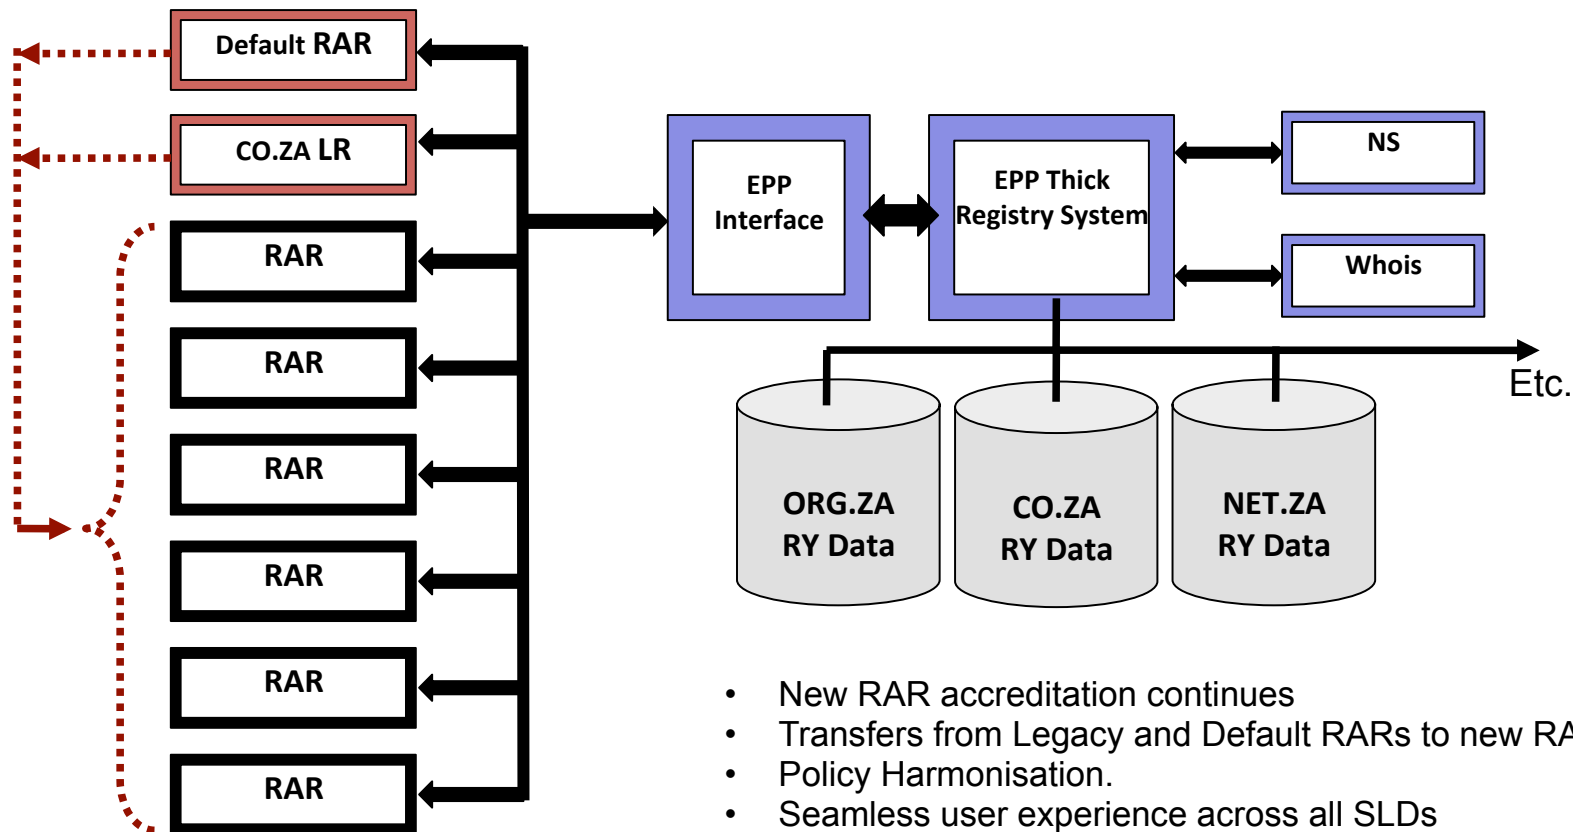 Default RAR
CO.ZA LR
RAR
RAR
RAR
RAR
RAR
RAR
EPP
Interface
EPP Thick
Registry System
NS
Whois
Etc.
ORG.ZA
RY Data
CO.ZA
RY Data
NET.ZA
RY Data
• New RAR accreditation continues
• Transfers from Legacy and Default RARs to new RA
• Policy Harmonisation.
• Seamless user experience across all SLDs